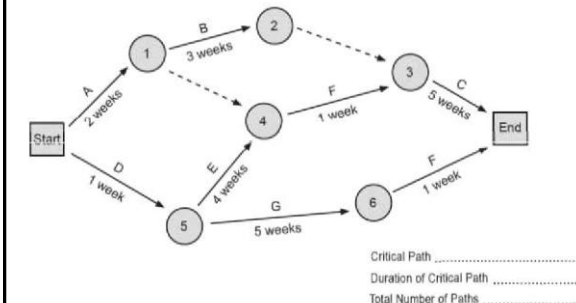 B
2
1
3 weeks
3
A
F
C
2 weeks
4
1 week
5 weeks
Start
End
D
E
F
1 week
4 weeks
6
1 week
G
5
5 weeks
Critical Path
Duration of Critical Path
Total Number of Paths